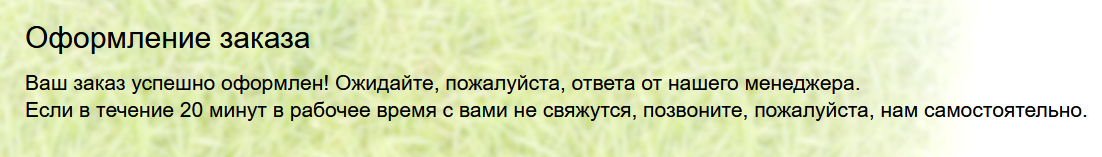 Оформление заказа
Ваш заказ успешно оформлен! Ожидайте, пожалуйста, ответа от нашего менеджера.
Если в течение 20 минут в рабочее время с вами не свяжутся, позвоните, пожалуйста, нам самостоятельно.